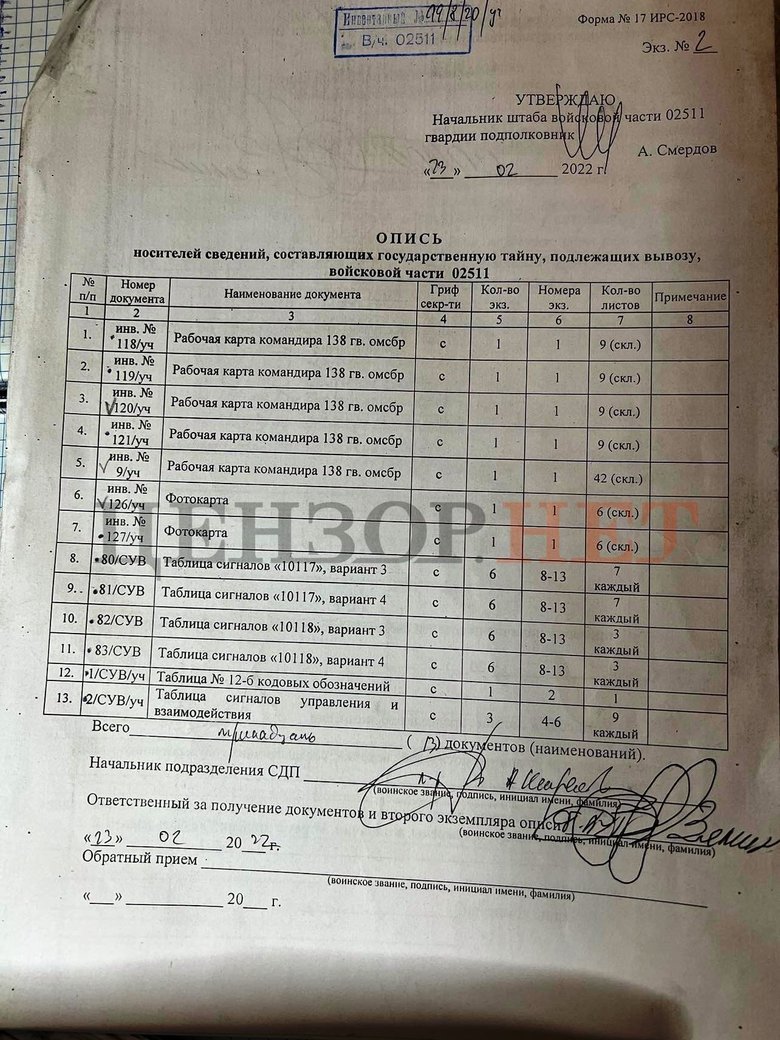 Инвентарный №99/8/20/уч
В/ч. 02511
Форма № 17 ИРС-2018
Экз. № 2
УТВЕРЖДАЮ
Начальник штаба войсковой части 02511
гвардии подполковник
А. Смердов
«23» 02 2022 г.
ОПИСЬ
носителей сведений, составляющих государственную тайну, подлежащих вывозу,
войсковой части 02511
№ п/п Номер документа Наименование документа Гриф секр-ти Кол-во экз. Номера экз. Кол-во листов Примечание
1 2 3 4 5 6 7 8
1. инв. № 118/уч Рабочая карта командира 138 гв. омсбр с 1 1 9 (скл.)
2. инв. № 119/уч Рабочая карта командира 138 гв. омсбр с 1 1 9 (скл.)
3. инв. № 120/уч Рабочая карта командира 138 гв. омсбр с 1 1 9 (скл.)
4. инв. № 121/уч Рабочая карта командира 138 гв. омсбр с 1 1 9 (скл.)
5. инв. № 9/уч Рабочая карта командира 138 гв. омсбр с 1 1 42 (скл.)
6. инв. № 126/уч Фотокарта с 1 1 6 (скл.)
7. инв. № 127/уч Фотокарта с 1 1 6 (скл.)
8. 80/СУВ Таблица сигналов «10117», вариант 3 с 6 8-13 7 каждый
9. 81/СУВ Таблица сигналов «10117», вариант 4 с 6 8-13 7 каждый
10. 82/СУВ Таблица сигналов «10118», вариант 3 с 6 8-13 3 каждый
11. 83/СУВ Таблица сигналов «10118», вариант 4 с 6 8-13 3 каждый
12. 1/СУВ/уч Таблица № 12-б кодовых обозначений с 1 2 1
13. 2/СУВ/уч Таблица сигналов управления и взаимодействия с 3 4-6 9 каждый
ЦЕНЗОР.НЕТ
Всего тринадцать (13) документов (наименований).
Начальник подразделения СДП
(воинское звание, подпись, инициал имени, фамилия)
Ответственный за получение документов и второго экземпляра описи
(воинское звание, подпись, инициал имени, фамилия)
«23» 02 2022г.
Обратный прием
(воинское звание, подпись, инициал имени, фамилия)
«___» ____________ 20___ г.